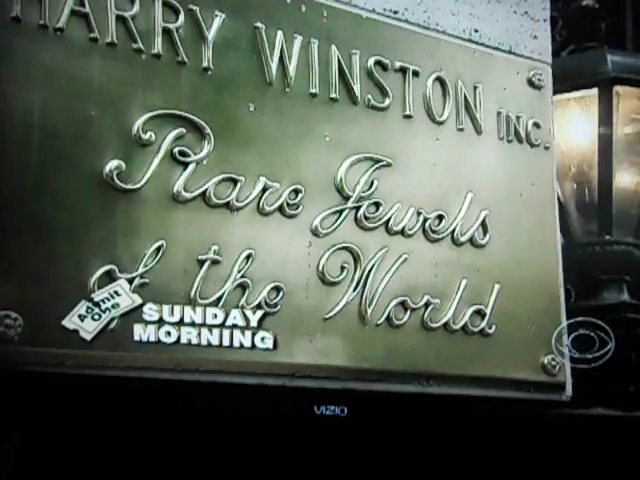 HARRY WINSTON INC.
Rare Jewels
of the World
Admit
One
SUNDAY
MORNING
VIZIO